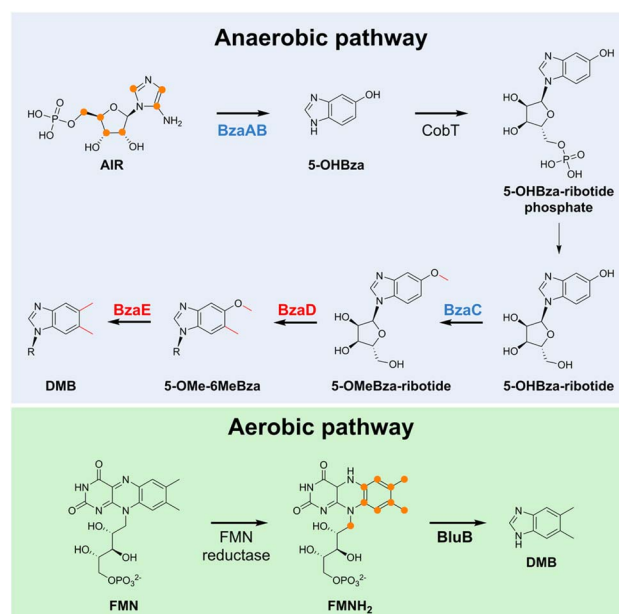 Anaerobic pathway
AIR
BzaAB
5-OHBza
CobT
5-OHBza-ribotide
phosphate
BzaE
BzaD
BzaC
DMB
5-OMe-6MeBza
5-OMeBza-ribotide
5-OHBza-ribotide
Aerobic pathway
FMN
FMN
reductase
FMNH₂
BluB
DMB